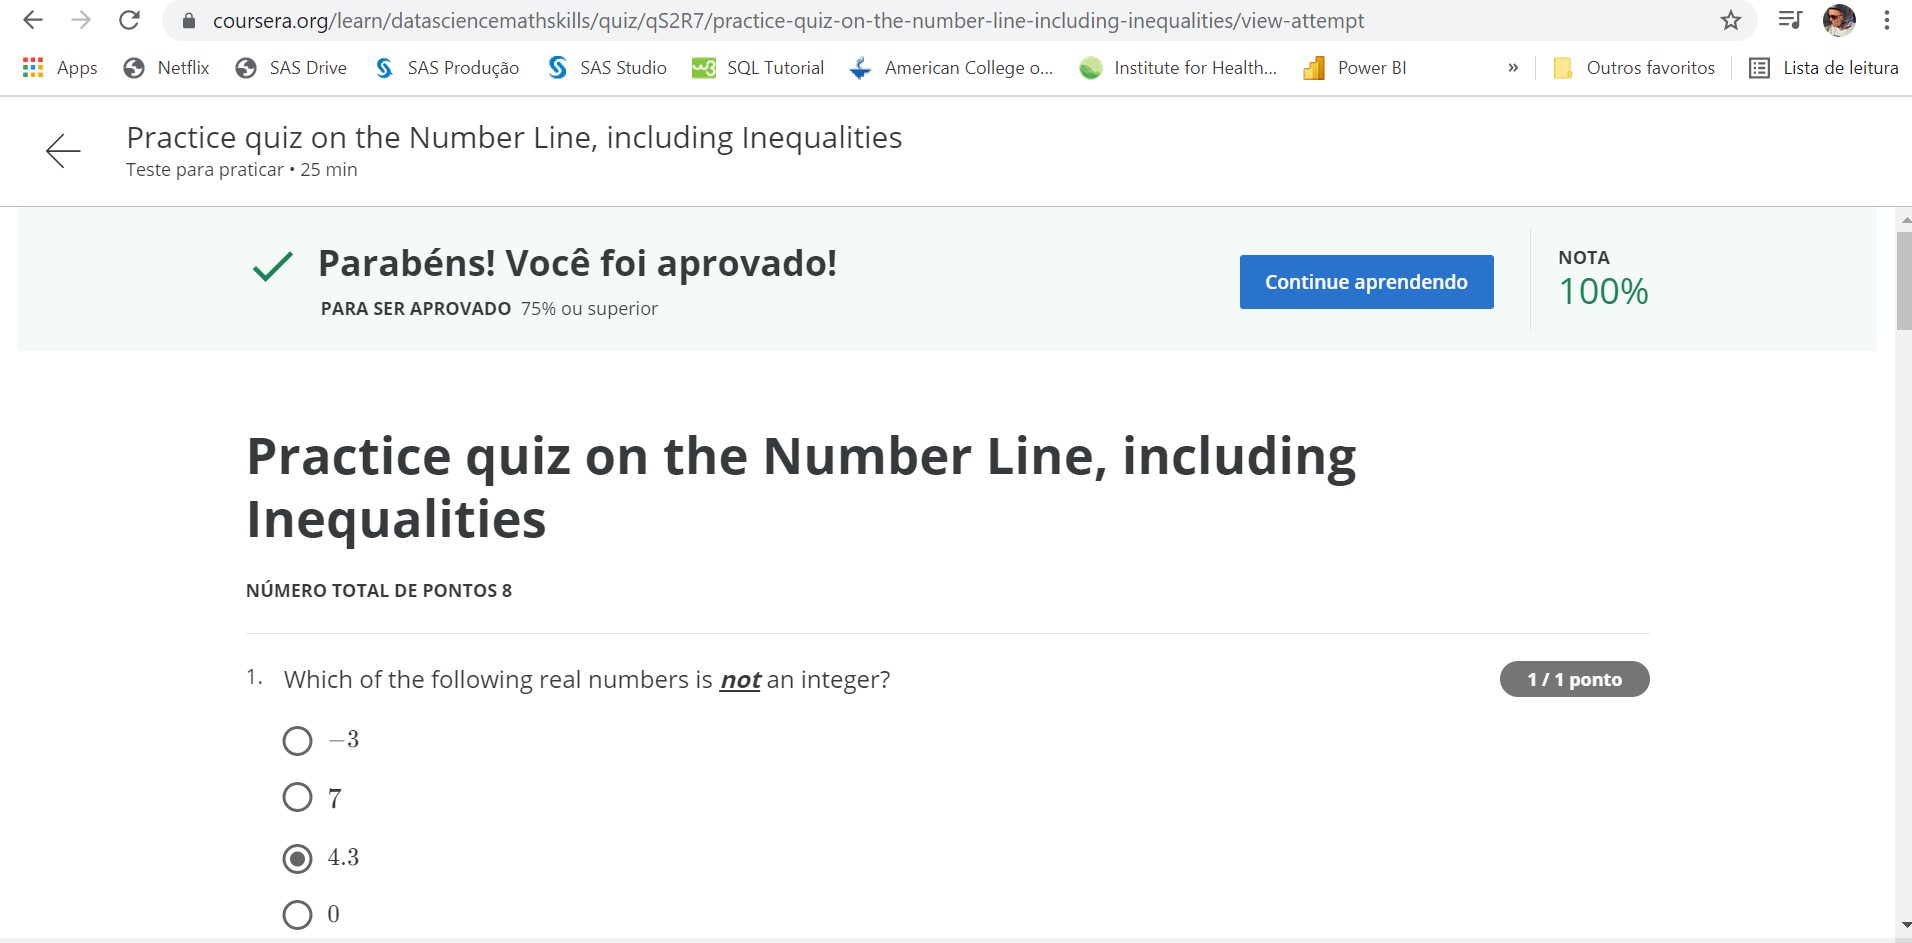 coursera.org/learn/datasciencemathskills/quiz/qS2R7/practice-quiz-on-the-number-line-including-inequalities/view-attempt
Apps Netflix SAS Drive SAS Produção SAS Studio w3 SQL Tutorial American College o... Institute for Health... Power BI » Outros favoritos Lista de leitura
Practice quiz on the Number Line, including Inequalities
Teste para praticar • 25 min
Parabéns! Você foi aprovado!
PARA SER APROVADO 75% ou superior
Continue aprendendo
NOTA
100%
Practice quiz on the Number Line, including
Inequalities
NÚMERO TOTAL DE PONTOS 8
1. Which of the following real numbers is not an integer?
1 / 1 ponto
−3
7
4.3
0